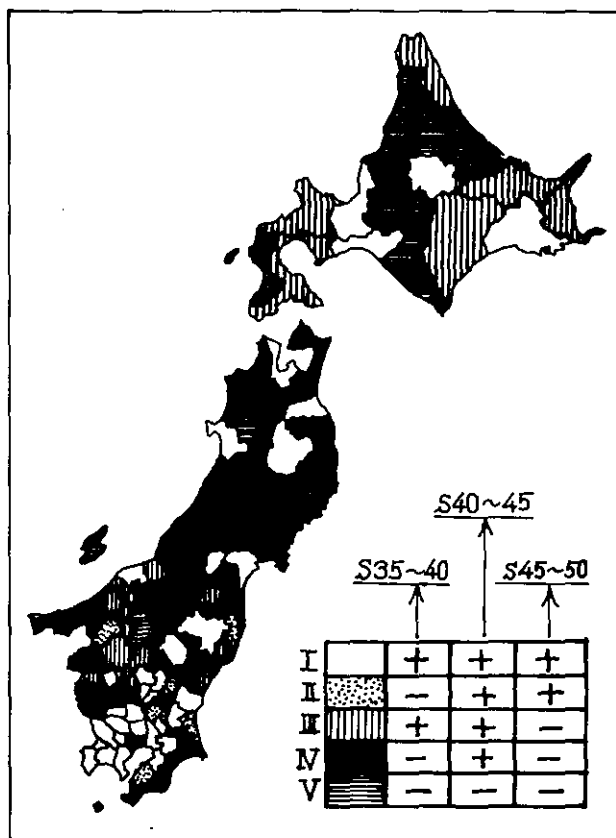 S40~45
S35~40 S45~50
I + + +
II - + +
III + + -
IV - + -
V - - -